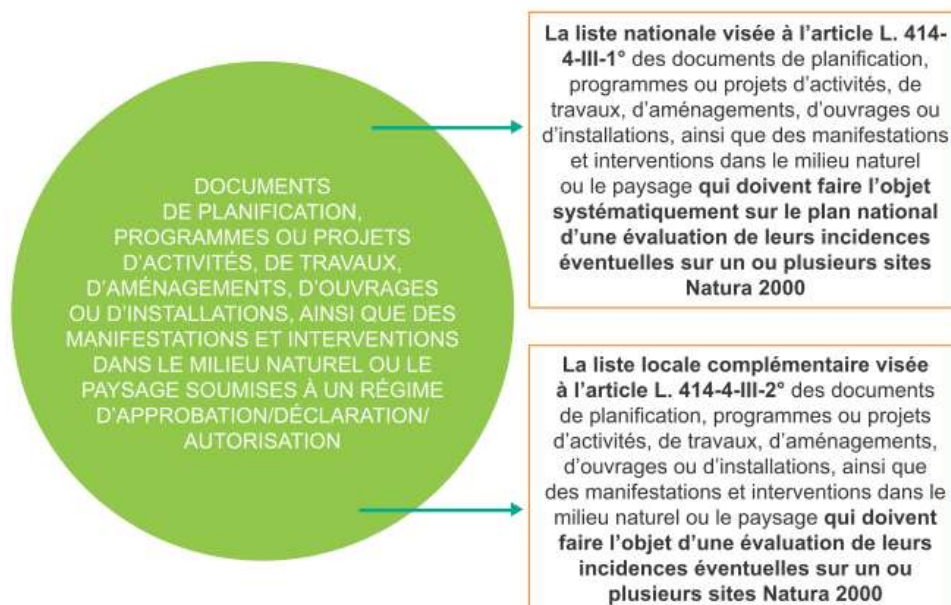 DOCUMENTS
DE PLANIFICATION,
PROGRAMMES OU PROJETS
D'ACTIVITÉS, DE TRAVAUX,
D'AMÉNAGEMENTS, D'OUVRAGES
OU D'INSTALLATIONS, AINSI QUE DES
MANIFESTATIONS ET INTERVENTIONS
DANS LE MILIEU NATUREL OU LE
PAYSAGE SOUMISES À UN RÉGIME
D'APPROBATION/DÉCLARATION/
AUTORISATION
La liste nationale visée à l'article L. 414-
4-III-1° des documents de planification,
programmes ou projets d'activités, de
travaux, d'aménagements, d'ouvrages ou
d'installations, ainsi que des manifestations
et interventions dans le milieu naturel
ou le paysage qui doivent faire l'objet
systématiquement sur le plan national
d'une évaluation de leurs incidences
éventuelles sur un ou plusieurs sites
Natura 2000
La liste locale complémentaire visée
à l'article L. 414-4-III-2° des documents
de planification, programmes ou projets
d'activités, de travaux, d'aménagements,
d'ouvrages ou d'installations, ainsi que
des manifestations et interventions dans le
milieu naturel ou le paysage qui doivent
faire l'objet d'une évaluation de leurs
incidences éventuelles sur un ou
plusieurs sites Natura 2000